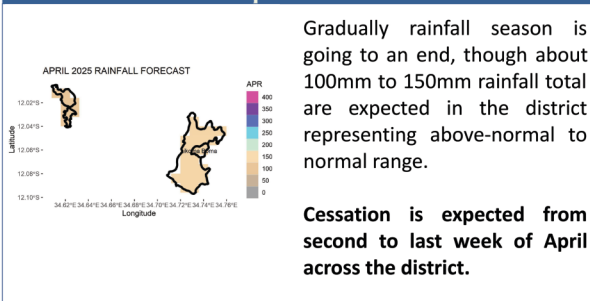 Gradually rainfall season is
going to an end, though about
100mm to 150mm rainfall total
are expected in the district
representing above-normal to
normal range.
Cessation is expected from
second to last week of April
across the district.
APRIL 2025 RAINFALL FORECAST
APR
400
350
300
250
200
150
100
50
0
Latitude
12.02°S
12.04°S
12.06°S
12.08°S
12.10°S
34.62°E 34.64°E 34.66°E 34.68°E 34.70°E 34.72°E 34.74°E 34.76°E
Longitude